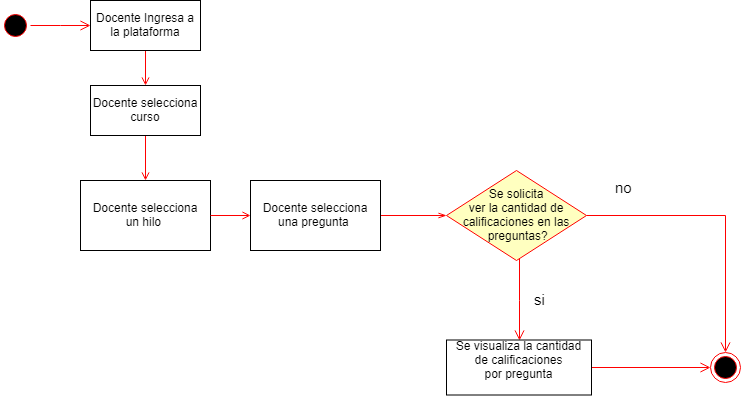 Docente Ingresa a
la plataforma
Docente selecciona
curso
Docente selecciona
un hilo
Docente selecciona
una pregunta
Se solicita
ver la cantidad de
calificaciones en las
preguntas?
no
si
Se visualiza la cantidad
de calificaciones
por pregunta